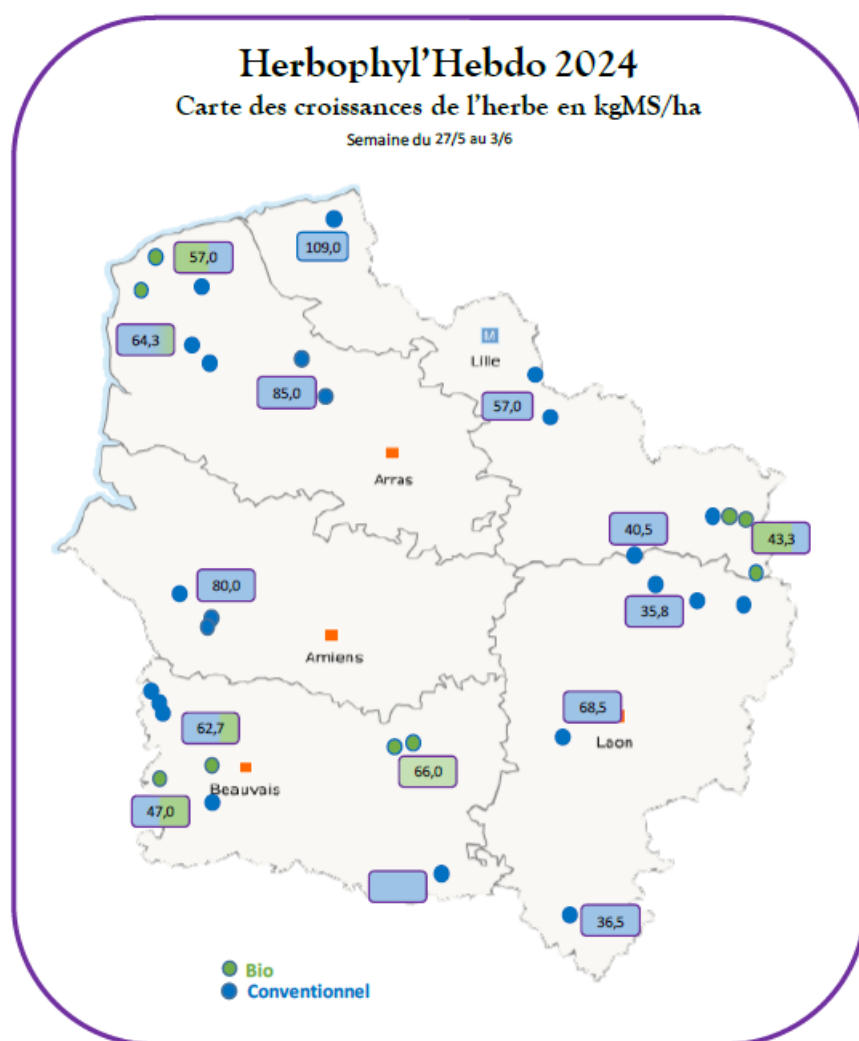 Herbophyl'Hebdo 2024
Carte des croissances de l'herbe en kgMS/ha
Semaine du 27/5 au 3/6
109,0
57,0
M
64,3
Lille
85,0
57,0
Arras
40,5
43,3
80,0
35,8
Amiens
68,5
62,7
Laon
66,0
Beauvais
47,0
36,5
Bio
Conventionnel